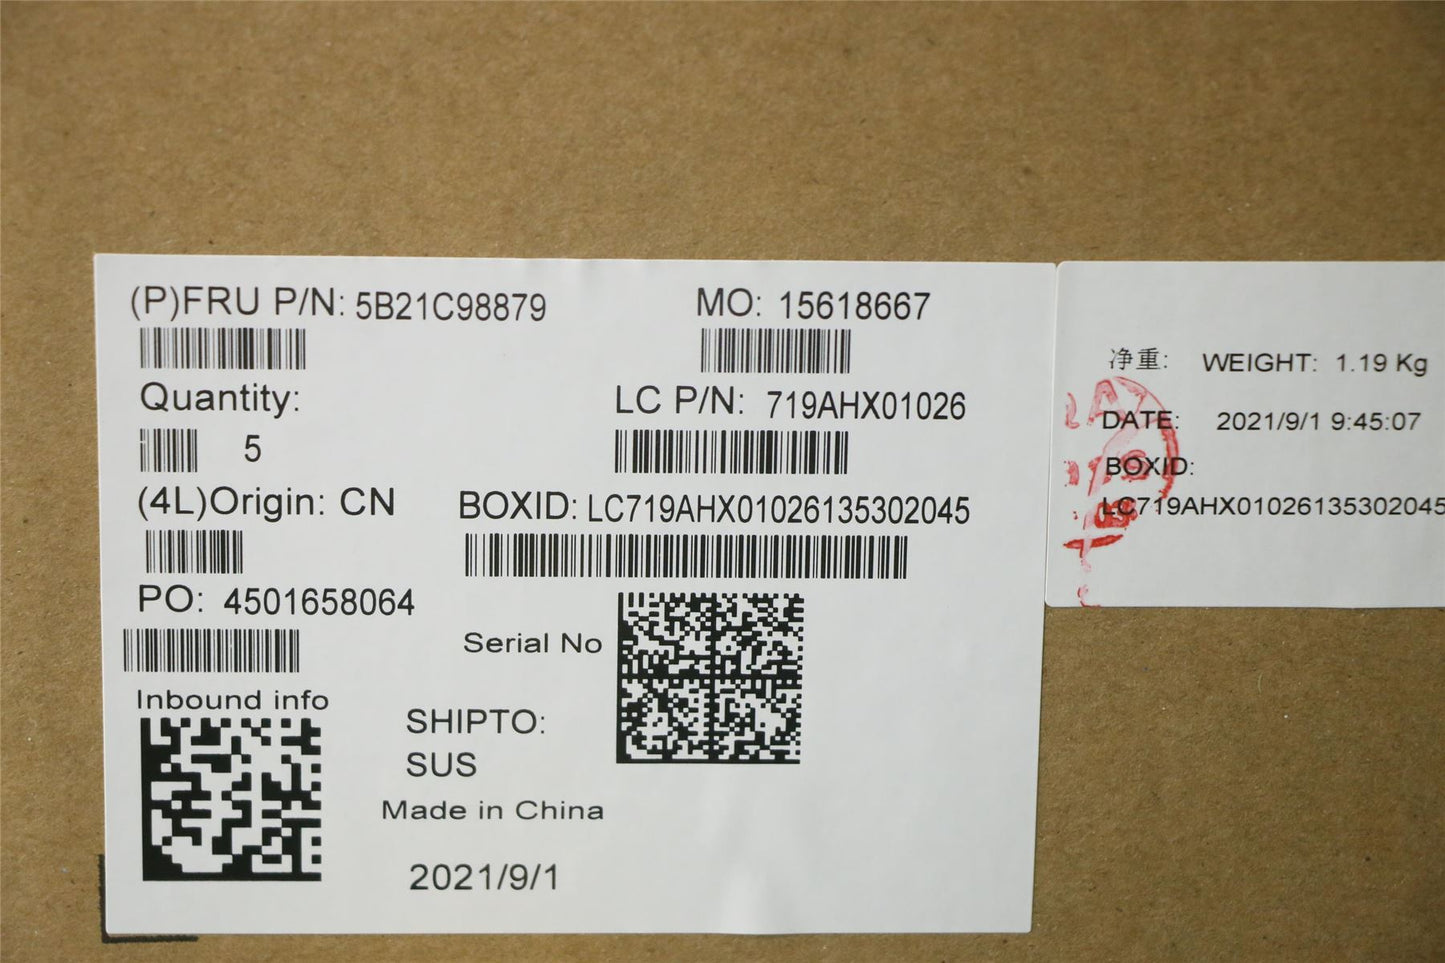 (P)FRU P/N: 5B21C98879
MO: 15618667
Quantity:
5
LC P/N: 719AHX01026
(4L)Origin: CN
BOXID: LC719AHX01026135302045
PO: 4501658064
Serial No
Inbound info
SHIPTO:
SUS
Made in China
2021/9/1
净重: WEIGHT: 1.19 Kg
DATE: 2021/9/1 9:45:07
BOXID:
LC719AHX01026135302045